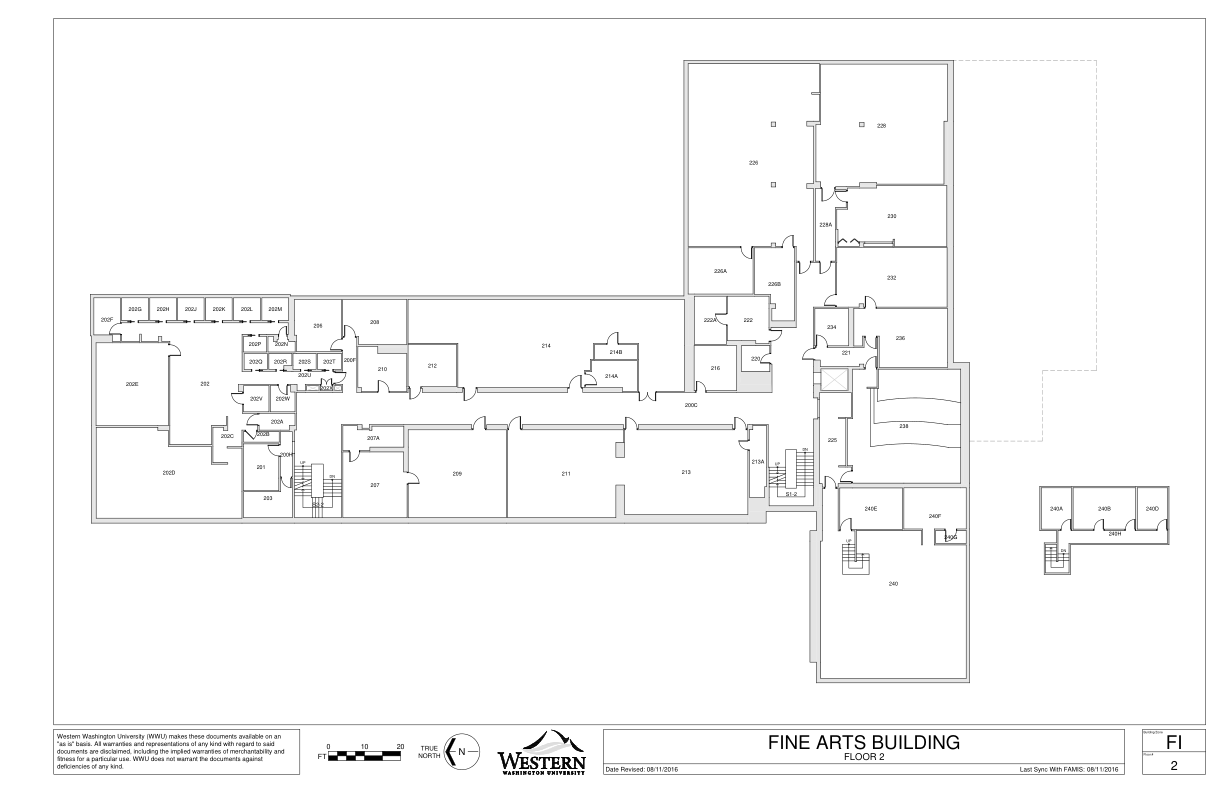 228
226
230
228A
232
226A
226B
202G 202H 202J 202K 202L 202M
202F
206
208
222A
222
234
236
202P
202N
214
214B
220
221
202Q
202R
202S
202T
200F
210
212
216
202E
202
202U
214A
202X
202V
202W
200C
202A
238
202C
202B
207A
225
200H
202D
201
209
211
213
213A
UP
DN
UP
DN
207
203
S2-2
S1-2
240E
240F
240G
240A
240B
240D
240H
UP
DN
240
Western Washington University (WWU) makes these documents available on an
"as is" basis. All warranties and representations of any kind with regard to said
documents are disclaimed, including the implied warranties of merchantability and
fitness for a particular use. WWU does not warrant the documents against
deficiencies of any kind.
0 10 20
FT
TRUE
NORTH
N
WESTERN
WASHINGTON UNIVERSITY
FINE ARTS BUILDING
FLOOR 2
Date Revised: 08/11/2016
Last Sync With FAMIS: 08/11/2016
FI
2